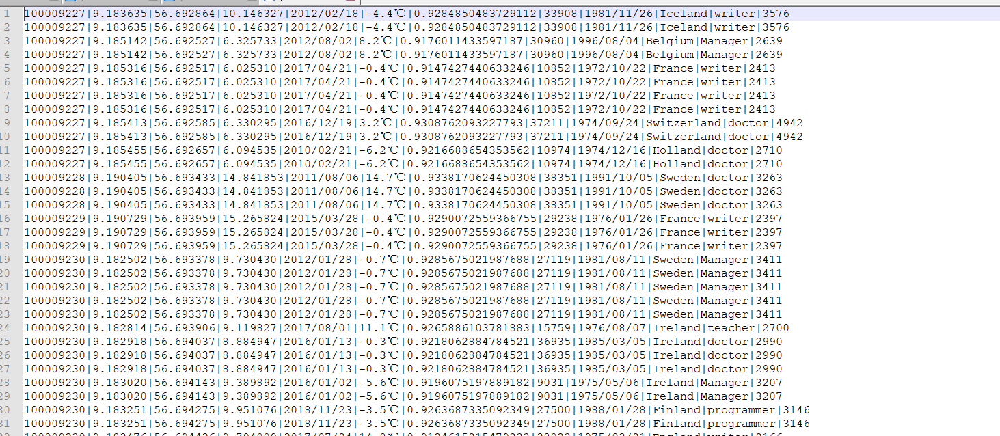 1 100009227|9.183635|56.692864|10.146327|2012/02/18|-4.4℃|0.9284850483729112|33908|1981/11/26|Iceland|writer|3576
2 100009227|9.183635|56.692864|10.146327|2012/02/18|-4.4℃|0.9284850483729112|33908|1981/11/26|Iceland|writer|3576
3 100009227|9.185142|56.692527|6.325733|2012/08/02|8.2℃|0.9176011433597187|30960|1996/08/04|Belgium|Manager|2639
4 100009227|9.185142|56.692527|6.325733|2012/08/02|8.2℃|0.9176011433597187|30960|1996/08/04|Belgium|Manager|2639
5 100009227|9.185316|56.692517|6.025310|2017/04/21|-0.4℃|0.9147427440633246|10852|1972/10/22|France|writer|2413
6 100009227|9.185316|56.692517|6.025310|2017/04/21|-0.4℃|0.9147427440633246|10852|1972/10/22|France|writer|2413
7 100009227|9.185316|56.692517|6.025310|2017/04/21|-0.4℃|0.9147427440633246|10852|1972/10/22|France|writer|2413
8 100009227|9.185316|56.692517|6.025310|2017/04/21|-0.4℃|0.9147427440633246|10852|1972/10/22|France|writer|2413
9 100009227|9.185413|56.692585|6.330295|2016/12/19|3.2℃|0.9308762093227793|37211|1974/09/24|Switzerland|doctor|4942
10 100009227|9.185413|56.692585|6.330295|2016/12/19|3.2℃|0.9308762093227793|37211|1974/09/24|Switzerland|doctor|4942
11 100009227|9.185455|56.692657|6.094535|2010/02/21|-6.2℃|0.9216688654353562|10974|1974/12/16|Holland|doctor|2710
12 100009227|9.185455|56.692657|6.094535|2010/02/21|-6.2℃|0.9216688654353562|10974|1974/12/16|Holland|doctor|2710
13 100009228|9.190405|56.693433|14.841853|2011/08/06|14.7℃|0.9338170624450308|38351|1991/10/05|Sweden|doctor|3263
14 100009228|9.190405|56.693433|14.841853|2011/08/06|14.7℃|0.9338170624450308|38351|1991/10/05|Sweden|doctor|3263
15 100009228|9.190405|56.693433|14.841853|2011/08/06|14.7℃|0.9338170624450308|38351|1991/10/05|Sweden|doctor|3263
16 100009229|9.190729|56.693959|15.265824|2015/03/28|-0.4℃|0.9290072559366755|29238|1976/01/26|France|writer|2397
17 100009229|9.190729|56.693959|15.265824|2015/03/28|-0.4℃|0.9290072559366755|29238|1976/01/26|France|writer|2397
18 100009229|9.190729|56.693959|15.265824|2015/03/28|-0.4℃|0.9290072559366755|29238|1976/01/26|France|writer|2397
19 100009230|9.182502|56.693378|9.730430|2012/01/28|-0.7℃|0.9285675021987688|27119|1981/08/11|Sweden|Manager|3411
20 100009230|9.182502|56.693378|9.730430|2012/01/28|-0.7℃|0.9285675021987688|27119|1981/08/11|Sweden|Manager|3411
21 100009230|9.182502|56.693378|9.730430|2012/01/28|-0.7℃|0.9285675021987688|27119|1981/08/11|Sweden|Manager|3411
22 100009230|9.182502|56.693378|9.730430|2012/01/28|-0.7℃|0.9285675021987688|27119|1981/08/11|Sweden|Manager|3411
23 100009230|9.182502|56.693378|9.730430|2012/01/28|-0.7℃|0.9285675021987688|27119|1981/08/11|Sweden|Manager|3411
24 100009230|9.182814|56.693906|9.119827|2017/08/01|11.1℃|0.9265886103781883|15759|1976/08/07|Ireland|teacher|2700
25 100009230|9.182918|56.694037|8.884947|2016/01/13|-0.3℃|0.9218062884784521|36935|1985/03/05|Ireland|doctor|2990
26 100009230|9.182918|56.694037|8.884947|2016/01/13|-0.3℃|0.9218062884784521|36935|1985/03/05|Ireland|doctor|2990
27 100009230|9.182918|56.694037|8.884947|2016/01/13|-0.3℃|0.9218062884784521|36935|1985/03/05|Ireland|doctor|2990
28 100009230|9.183020|56.694143|9.389892|2016/01/02|-5.6℃|0.9196075197889182|9031|1975/05/06|Ireland|Manager|3207
29 100009230|9.183020|56.694143|9.389892|2016/01/02|-5.6℃|0.9196075197889182|9031|1975/05/06|Ireland|Manager|3207
30 100009230|9.183251|56.694275|9.951076|2018/11/23|-3.5℃|0.9263687335092349|27500|1988/01/28|Finland|programmer|3146
31 100009230|9.183251|56.694275|9.951076|2018/11/23|-3.5℃|0.9263687335092349|27500|1988/01/28|Finland|programmer|3146